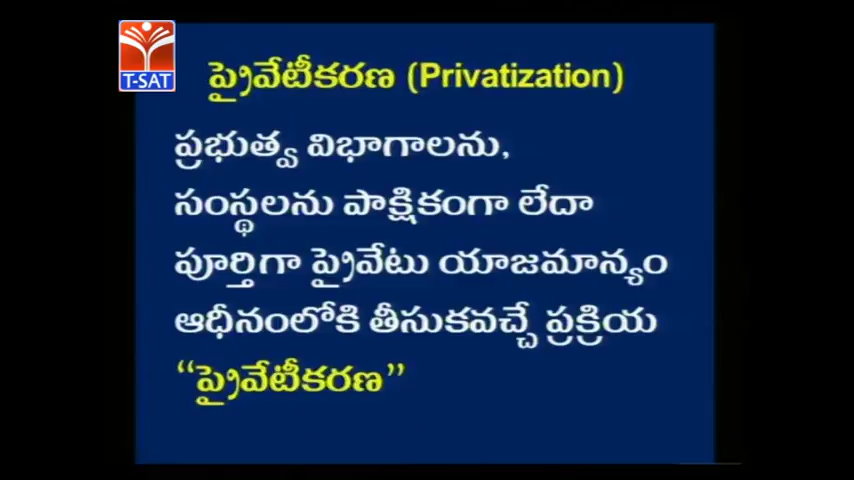 T-SAT
ప్రైవేటీకరణ (Privatization)
ప్రభుత్వ విభాగాలను,
సంస్థలను పాక్షికంగా లేదా
పూర్తిగా ప్రైవేటు యాజమాన్యం
ఆధీనంలోకి తీసుకవచ్చే ప్రక్రియ
“ప్రైవేటీకరణ”